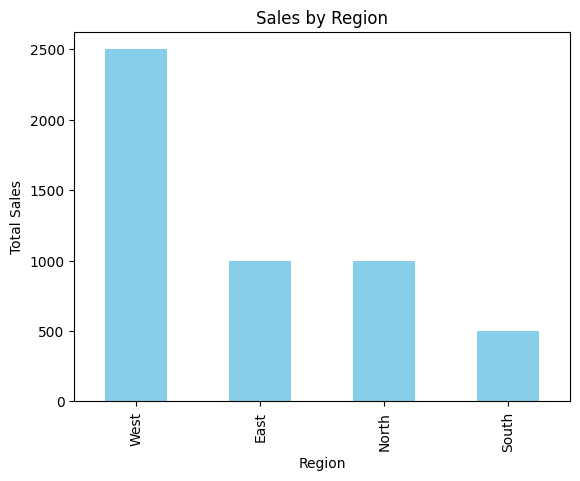 Sales by Region
Total Sales
2500
2000
1500
1000
500
0
West
East
North
South
Region